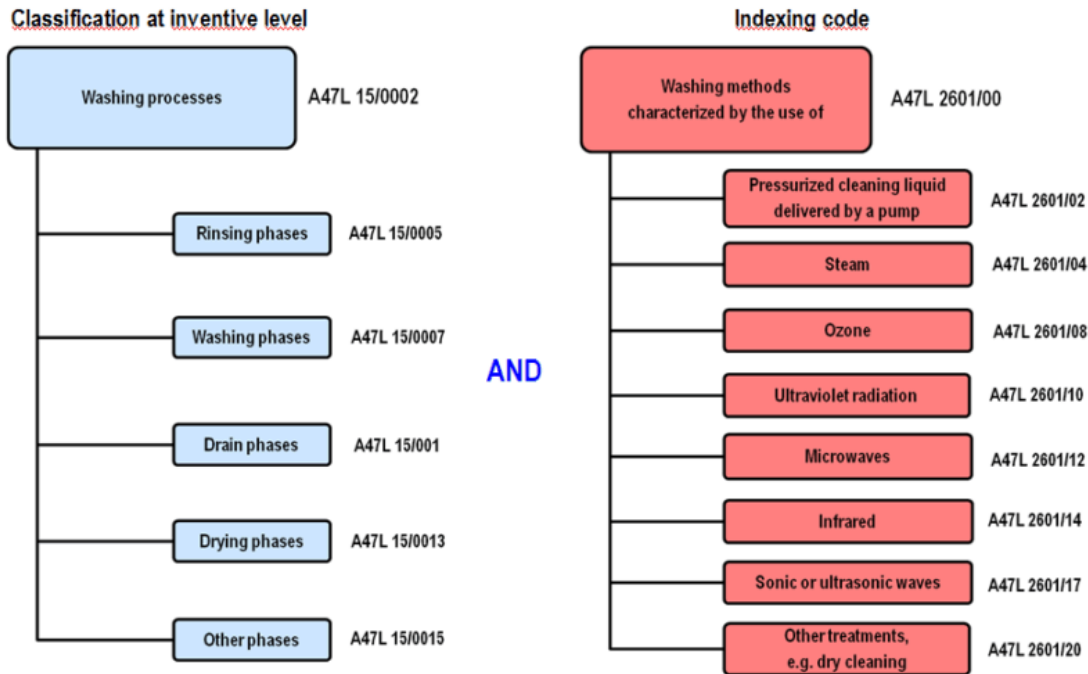 Classification at inventive level
Washing processes
A47L 15/0002
Rinsing phases
A47L 15/0005
Washing phases
A47L 15/0007
Drain phases
A47L 15/001
Drying phases
A47L 15/0013
Other phases
A47L 15/0015
AND
Indexing code
Washing methods
characterized by the use of
A47L 2601/00
Pressurized cleaning liquid
delivered by a pump
A47L 2601/02
Steam
A47L 2601/04
Ozone
A47L 2601/08
Ultraviolet radiation
A47L 2601/10
Microwaves
A47L 2601/12
Infrared
A47L 2601/14
Sonic or ultrasonic waves
A47L 2601/17
Other treatments,
e.g. dry cleaning
A47L 2601/20